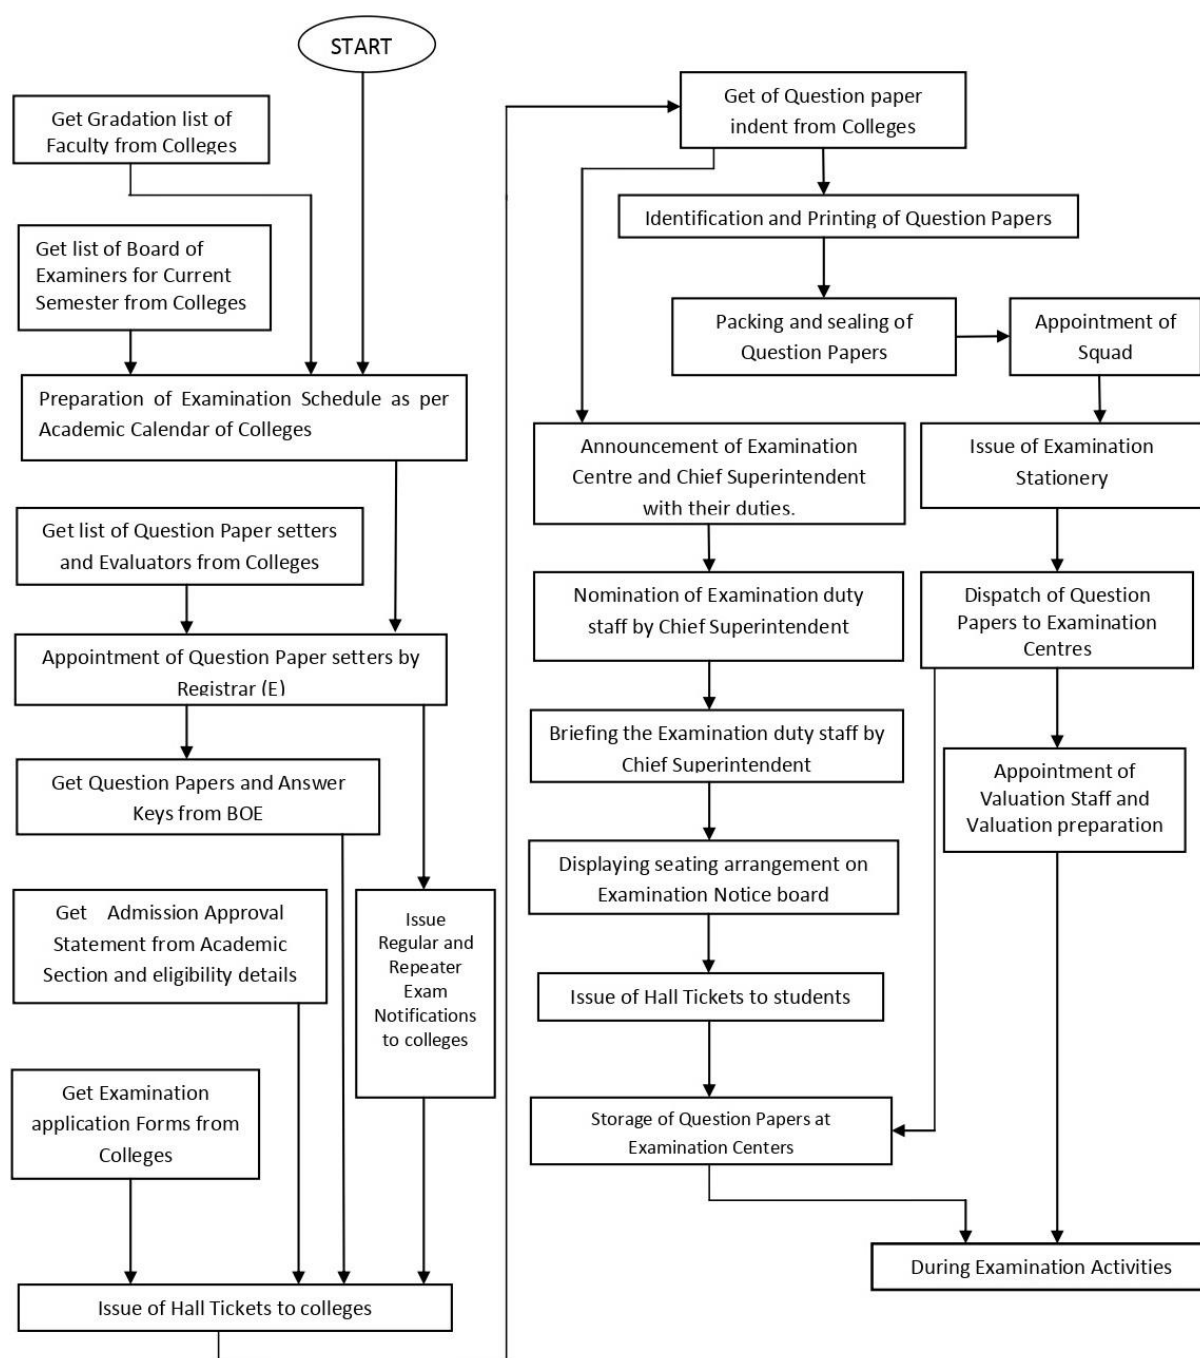 START
Get Gradation list of
Faculty from Colleges
Get list of Board of
Examiners for Current
Semester from Colleges
Preparation of Examination Schedule as per
Academic Calendar of Colleges
Get list of Question Paper setters
and Evaluators from Colleges
Appointment of Question Paper setters by
Registrar (E)
Get Question Papers and Answer
Keys from BOE
Get Admission Approval
Statement from Academic
Section and eligibility details
Issue
Regular and
Repeater
Exam
Notifications
to colleges
Get Examination
application Forms from
Colleges
Issue of Hall Tickets to colleges
Get of Question paper
indent from Colleges
Identification and Printing of Question Papers
Packing and sealing of
Question Papers
Appointment of
Squad
Announcement of Examination
Centre and Chief Superintendent
with their duties.
Issue of Examination
Stationery
Nomination of Examination duty
staff by Chief Superintendent
Dispatch of Question
Papers to Examination
Centres
Briefing the Examination duty staff by
Chief Superintendent
Appointment of
Valuation Staff and
Valuation preparation
Displaying seating arrangement on
Examination Notice board
Issue of Hall Tickets to students
Storage of Question Papers at
Examination Centers
During Examination Activities